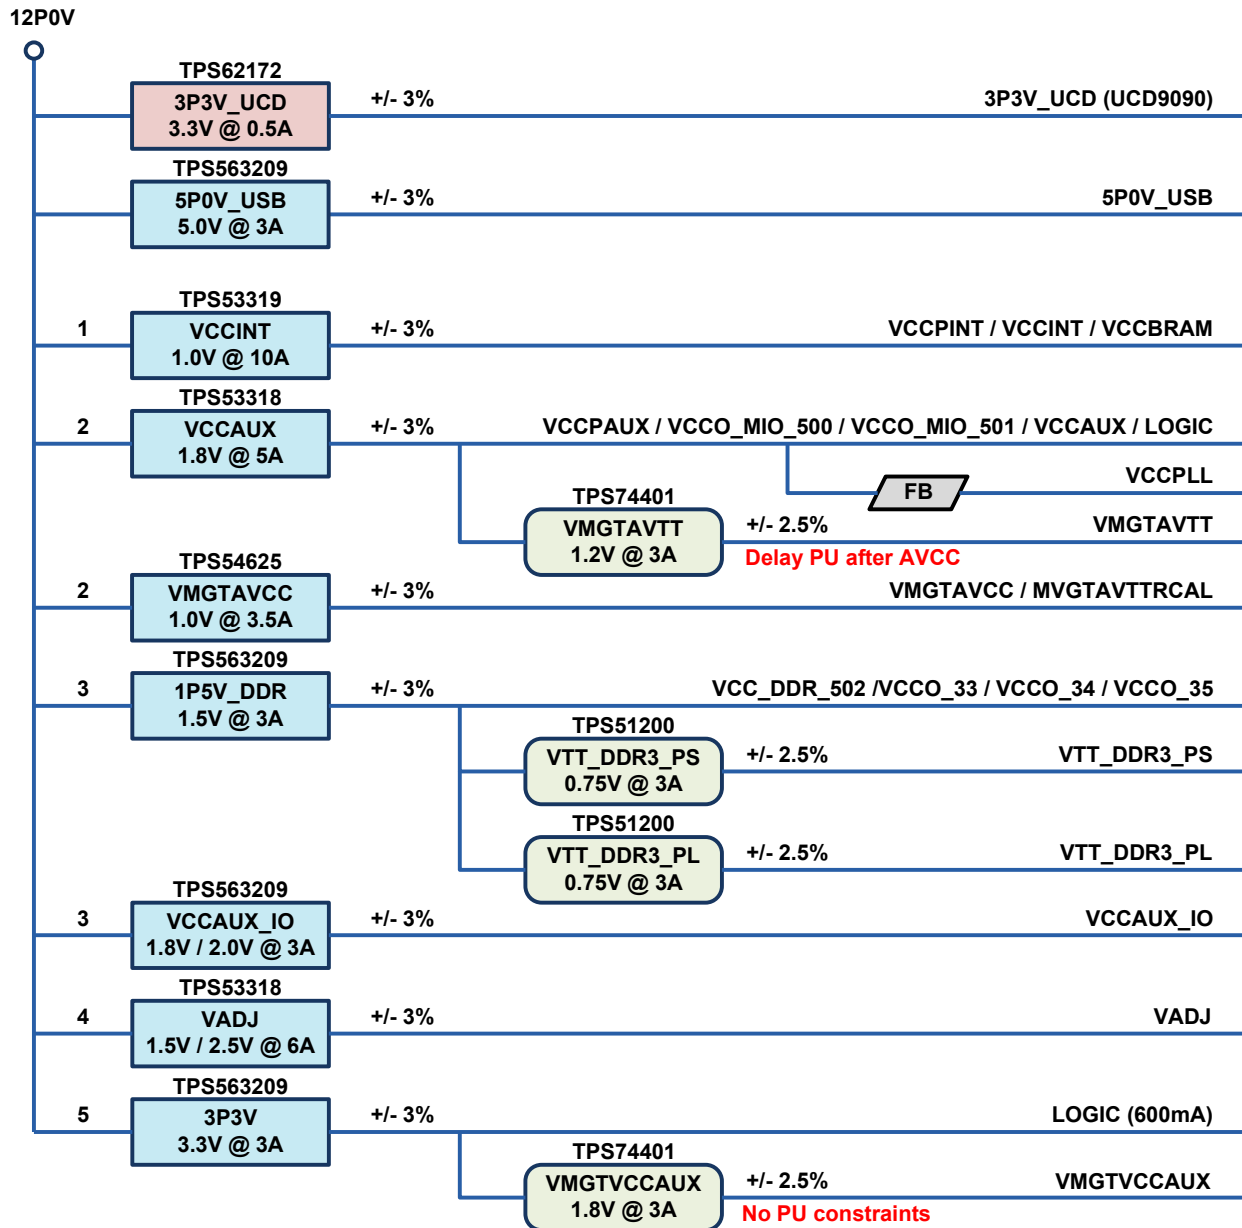 12P0V
TPS62172
3P3V_UCD
3.3V @ 0.5A
+/- 3%
3P3V_UCD (UCD9090)
TPS563209
5P0V_USB
5.0V @ 3A
+/- 3%
5P0V_USB
TPS53319
1
VCCINT
1.0V @ 10A
+/- 3%
VCCPINT / VCCINT / VCCBRAM
TPS53318
2
VCCAUX
1.8V @ 5A
+/- 3%
VCCPAUX / VCCO_MIO_500 / VCCO_MIO_501 / VCCAUX / LOGIC
FB
VCCPLL
TPS74401
VMGTAVTT
1.2V @ 3A
+/- 2.5%
VMGTAVTT
Delay PU after AVCC
TPS54625
2
VMGTAVCC
1.0V @ 3.5A
+/- 3%
VMGTAVCC / MVGTAVTTRCAL
TPS563209
3
1P5V_DDR
1.5V @ 3A
+/- 3%
VCC_DDR_502 /VCCO_33 / VCCO_34 / VCCO_35
TPS51200
VTT_DDR3_PS
0.75V @ 3A
+/- 2.5%
VTT_DDR3_PS
TPS51200
VTT_DDR3_PL
0.75V @ 3A
+/- 2.5%
VTT_DDR3_PL
TPS563209
3
VCCAUX_IO
1.8V / 2.0V @ 3A
+/- 3%
VCCAUX_IO
TPS53318
4
VADJ
1.5V / 2.5V @ 6A
+/- 3%
VADJ
TPS563209
5
3P3V
3.3V @ 3A
+/- 3%
LOGIC (600mA)
TPS74401
VMGTVCCAUX
1.8V @ 3A
+/- 2.5%
VMGTVCCAUX
No PU constraints